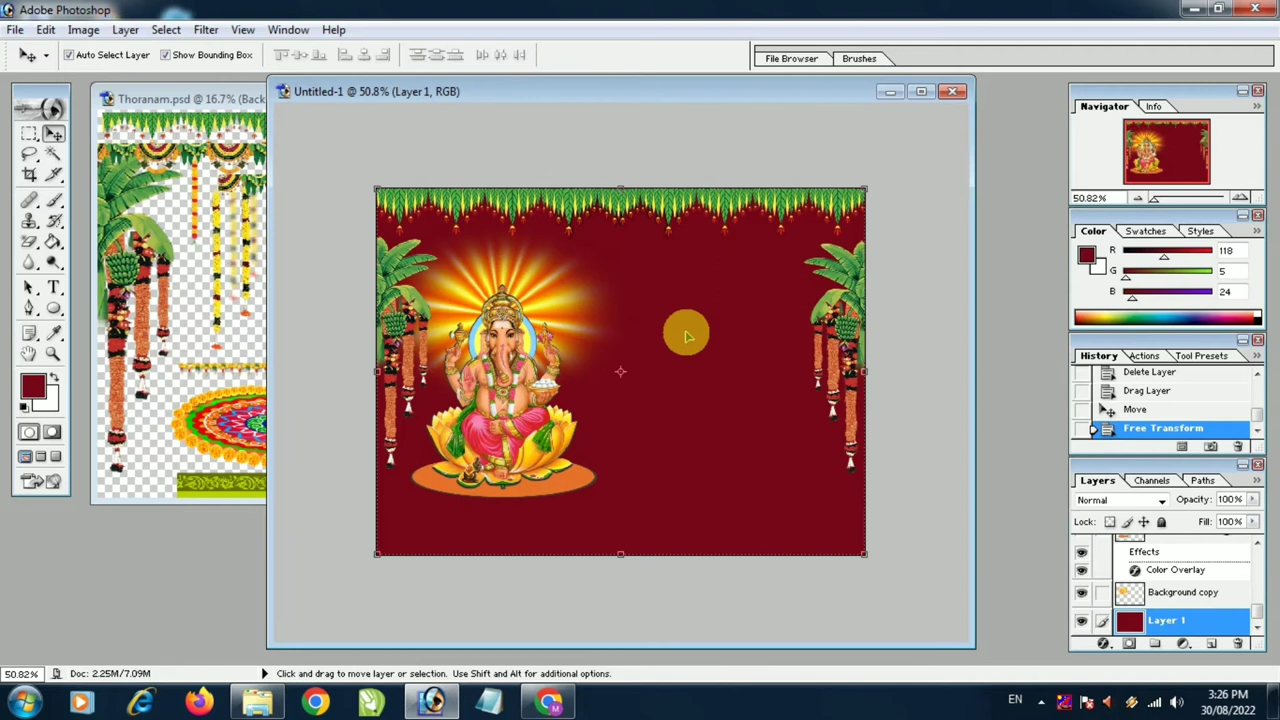 Adobe Photoshop
File Edit Image Layer Select Filter View Window Help
Auto Select Layer Show Bounding Box File Browser Brushes
Thoranam.psd @ 16.7% (Back
Untitled-1 @ 50.8% (Layer 1, RGB)
Navigator Info
50.82%
Color Swatches Styles
R 118
G 5
B 24
History Actions Tool Presets
Delete Layer
Drag Layer
Move
Free Transform
Layers Channels Paths
Normal Opacity: 100%
Lock: Fill: 100%
Effects
Color Overlay
Background copy
Layer 1
T
50.82% Doc: 2.25M/7.09M Click and drag to move layer or selection. Use Shift and Alt for additional options.
EN 3:26 PM
30/08/2022